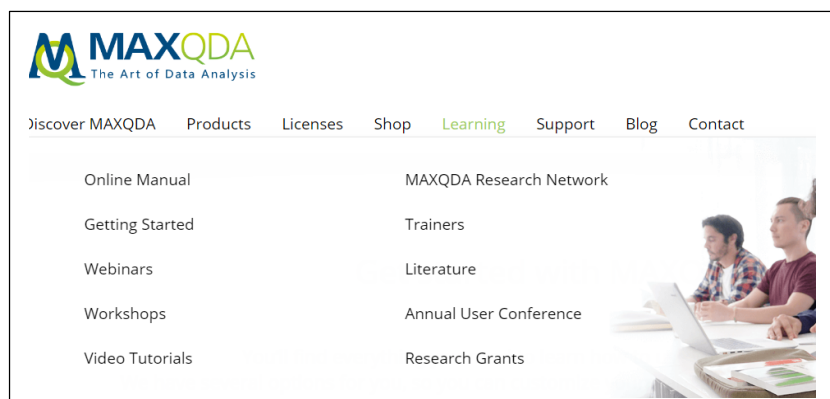 MAXQDA
The Art of Data Analysis
Discover MAXQDA Products Licenses Shop Learning Support Blog Contact
Online Manual MAXQDA Research Network
Getting Started Trainers
Webinars Literature
Workshops Annual User Conference
Video Tutorials Research Grants